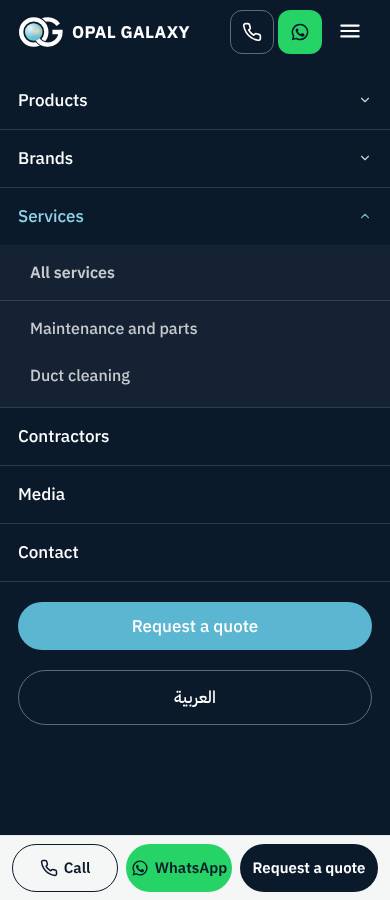 OPAL GALAXY
Products
Brands
Services
All services
Maintenance and parts
Duct cleaning
Contractors
Media
Contact
Request a quote
العربية
Call
WhatsApp
Request a quote